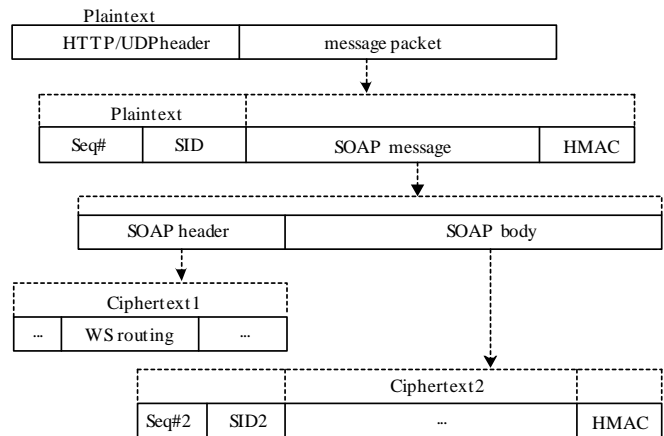 Plaintext
HTTP/UDPheader message packet
Plaintext
Seq# SID SOAP message HMAC
SOAP header SOAP body
Ciphertext1
... WS routing ...
Ciphertext2
Seq#2 SID2 ... HMAC